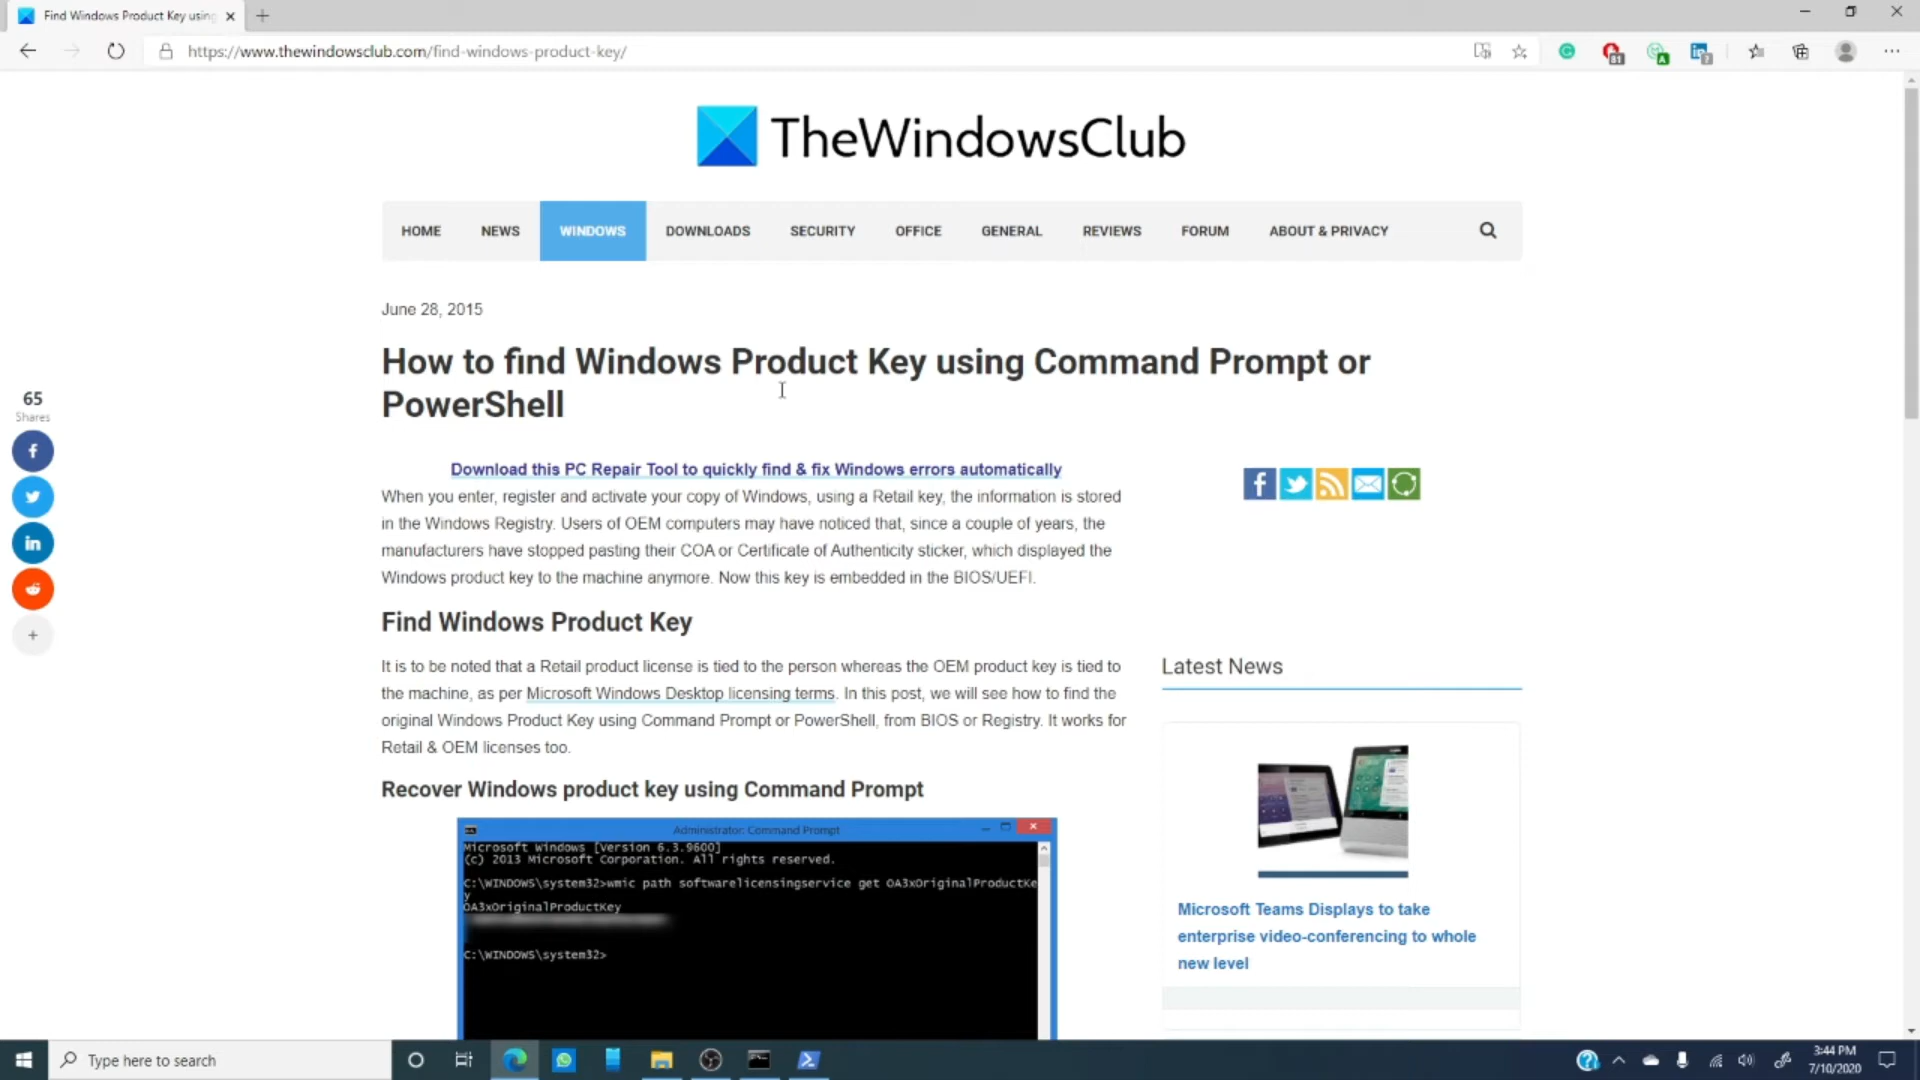 Find Windows Product Key using
https://www.thewindowsclub.com/find-windows-product-key/
81
A
7
TheWindowsClub
HOME
NEWS
WINDOWS
DOWNLOADS
SECURITY
OFFICE
GENERAL
REVIEWS
FORUM
ABOUT & PRIVACY
June 28, 2015
How to find Windows Product Key using Command Prompt or
PowerShell
65
Shares
Download this PC Repair Tool to quickly find & fix Windows errors automatically
When you enter, register and activate your copy of Windows, using a Retail key, the information is stored
in the Windows Registry. Users of OEM computers may have noticed that, since a couple of years, the
manufacturers have stopped pasting their COA or Certificate of Authenticity sticker, which displayed the
Windows product key to the machine anymore. Now this key is embedded in the BIOS/UEFI.
Find Windows Product Key
It is to be noted that a Retail product license is tied to the person whereas the OEM product key is tied to
the machine, as per Microsoft Windows Desktop licensing terms. In this post, we will see how to find the
original Windows Product Key using Command Prompt or PowerShell, from BIOS or Registry. It works for
Retail & OEM licenses too.
Recover Windows product key using Command Prompt
Administrator: Command Prompt
Microsoft Windows [Version 6.3.9600]
(c) 2013 Microsoft Corporation. All rights reserved.
C:\WINDOWS\system32>wmic path softwarelicensingservice get OA3xOriginalProductKe
y
OA3xOriginalProductKey
C:\WINDOWS\system32>
Latest News
Microsoft Teams Displays to take
enterprise video-conferencing to whole
new level
Type here to search
3:44 PM
7/10/2020